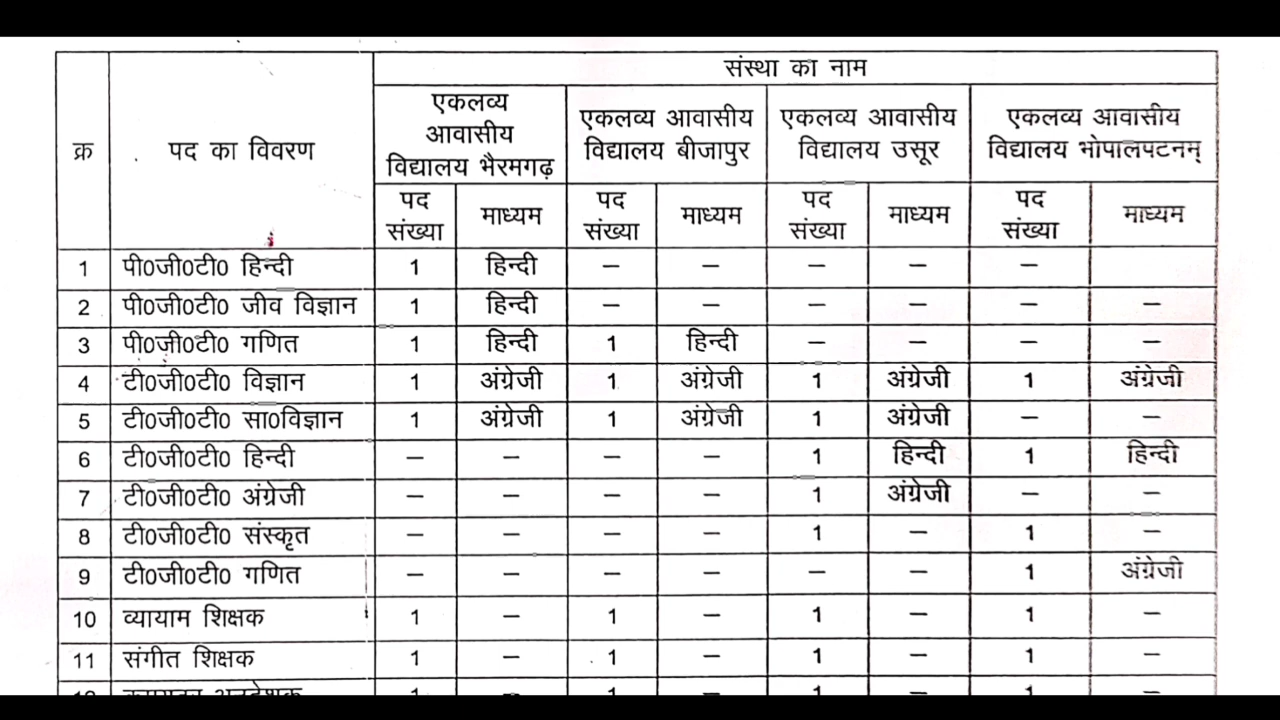 संस्था का नाम
क्र पद का विवरण एकलव्य आवासीय विद्यालय भैरमगढ़ एकलव्य आवासीय विद्यालय बीजापुर एकलव्य आवासीय विद्यालय उसूर एकलव्य आवासीय विद्यालय भोपालपटनम्
पद संख्या माध्यम पद संख्या माध्यम पद संख्या माध्यम पद संख्या माध्यम
1 पी0जी0टी0 हिन्दी 1 हिन्दी – – – – –
2 पी0जी0टी0 जीव विज्ञान 1 हिन्दी – – – – – –
3 पी0जी0टी0 गणित 1 हिन्दी 1 हिन्दी – – – –
4 टी0जी0टी0 विज्ञान 1 अंग्रेजी 1 अंग्रेजी 1 अंग्रेजी 1 अंग्रेजी
5 टी0जी0टी0 सा0विज्ञान 1 अंग्रेजी 1 अंग्रेजी 1 अंग्रेजी – –
6 टी0जी0टी0 हिन्दी – – – – 1 हिन्दी 1 हिन्दी
7 टी0जी0टी0 अंग्रेजी – – – – 1 अंग्रेजी – –
8 टी0जी0टी0 संस्कृत – – – – 1 – 1 –
9 टी0जी0टी0 गणित – – – – – – 1 अंग्रेजी
10 व्यायाम शिक्षक 1 – 1 – 1 – 1 –
11 संगीत शिक्षक 1 – 1 – 1 – 1 –
1 – 1 – 1 – 1 –